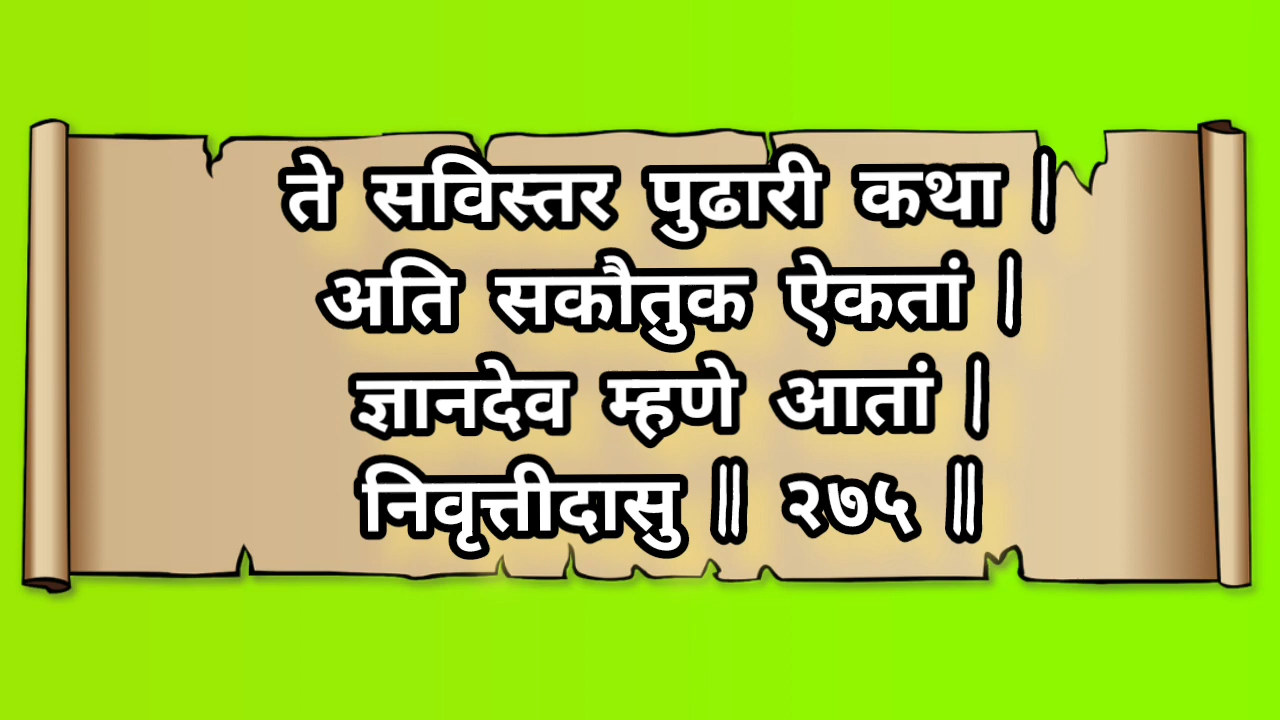 ते सविस्तर पुढारी कथा |
अति सकौतुक ऐकतां |
ज्ञानदेव म्हणे आतां |
निवृत्तीदासु || २७५ ||